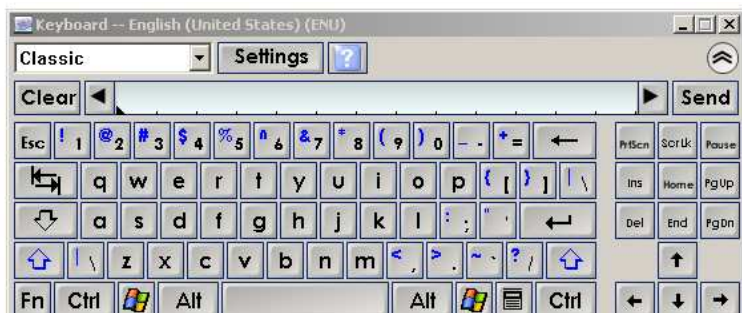 Keyboard -- English (United States) (ENU)
Classic Settings ?
Clear Send
Esc ! 1 @ 2 # 3 $ 4 % 5 ^ 6 & 7 * 8 ( 9 ) 0 _ - + = ← PrtScn ScrLk Pause
q w e r t y u i o p { [ } ] | \ Ins Home PgUp
a s d f g h j k l : ; " ' Del End PgDn
| \ z x c v b n m < , > . ~ ` ? / ↑
Fn Ctrl Alt Alt Ctrl ← ↓ →